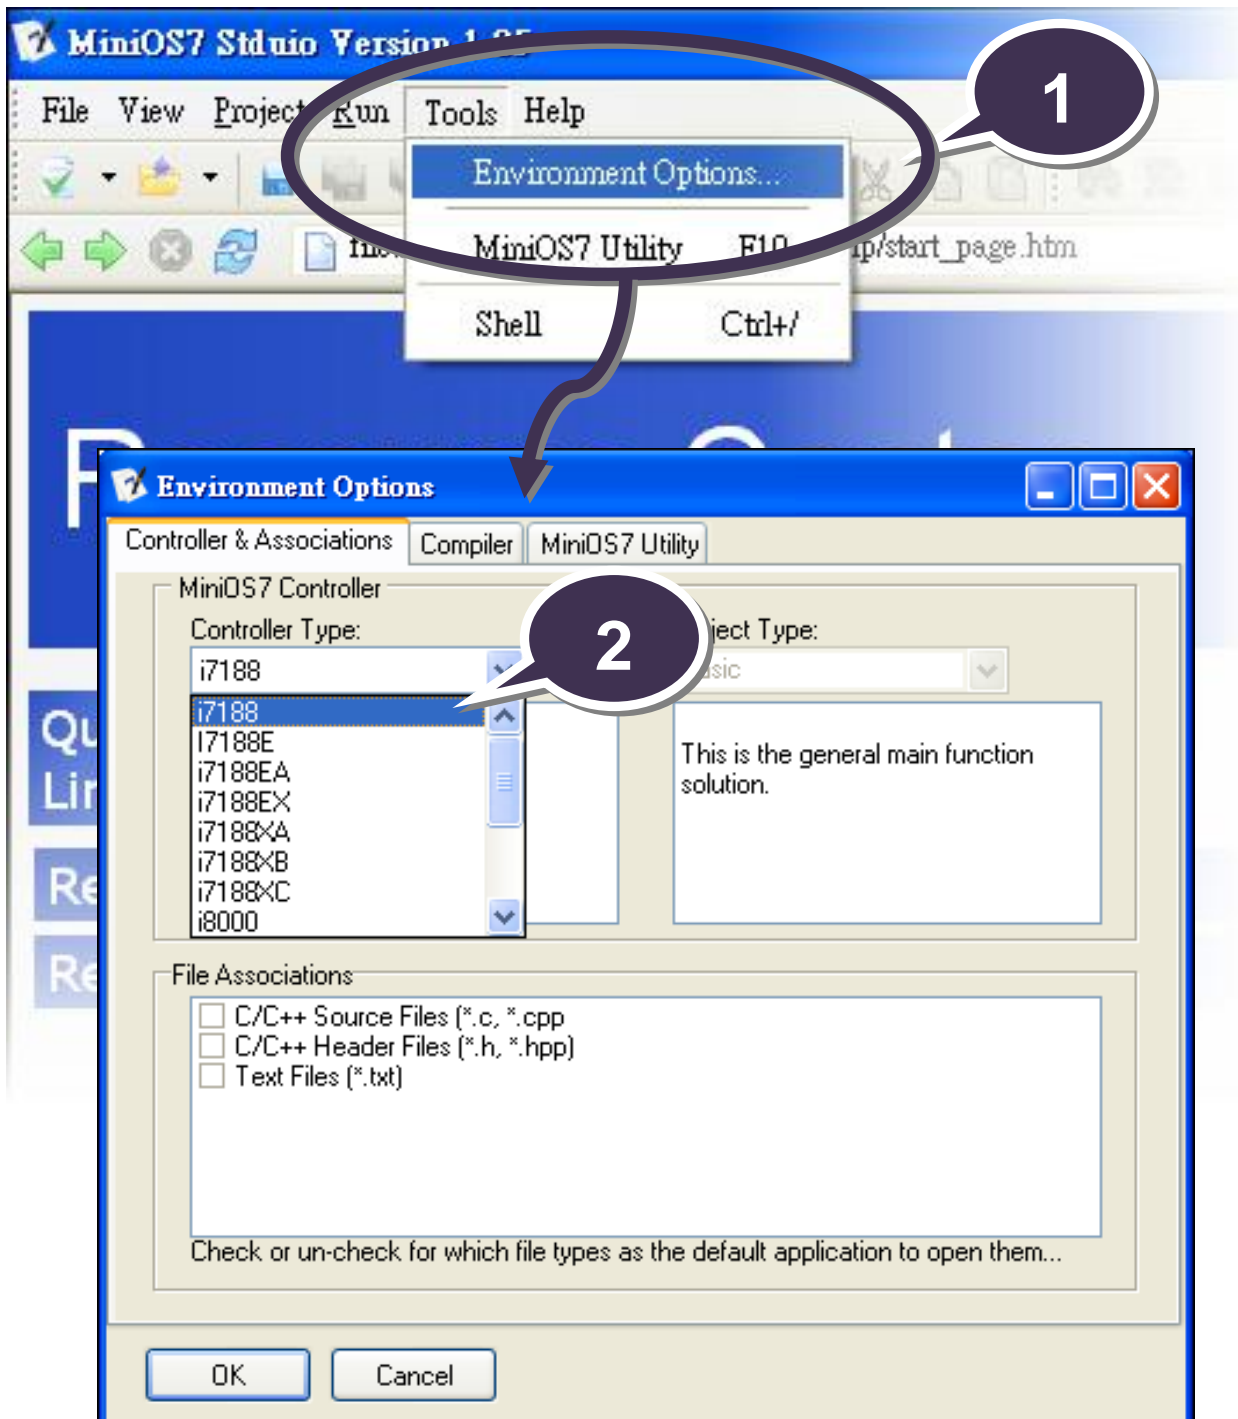 MiniOS7 Stduio Version 1
File View Project Run Tools Help
Environment Options...
MiniOS7 Utility F10
lp/start_page.htm
Shell Ctrl+/
1
Environment Options
Controller & Associations Compiler MiniOS7 Utility
MiniOS7 Controller
Controller Type: ject Type:
i7188
2
i7188
I7188E
i7188EA
i7188EX
i7188XA
i7188XB
i7188XC
i8000
This is the general main function
solution.
File Associations
C/C++ Source Files (*.c, *.cpp
C/C++ Header Files (*.h, *.hpp)
Text Files (*.txt)
Check or un-check for which file types as the default application to open them...
OK Cancel